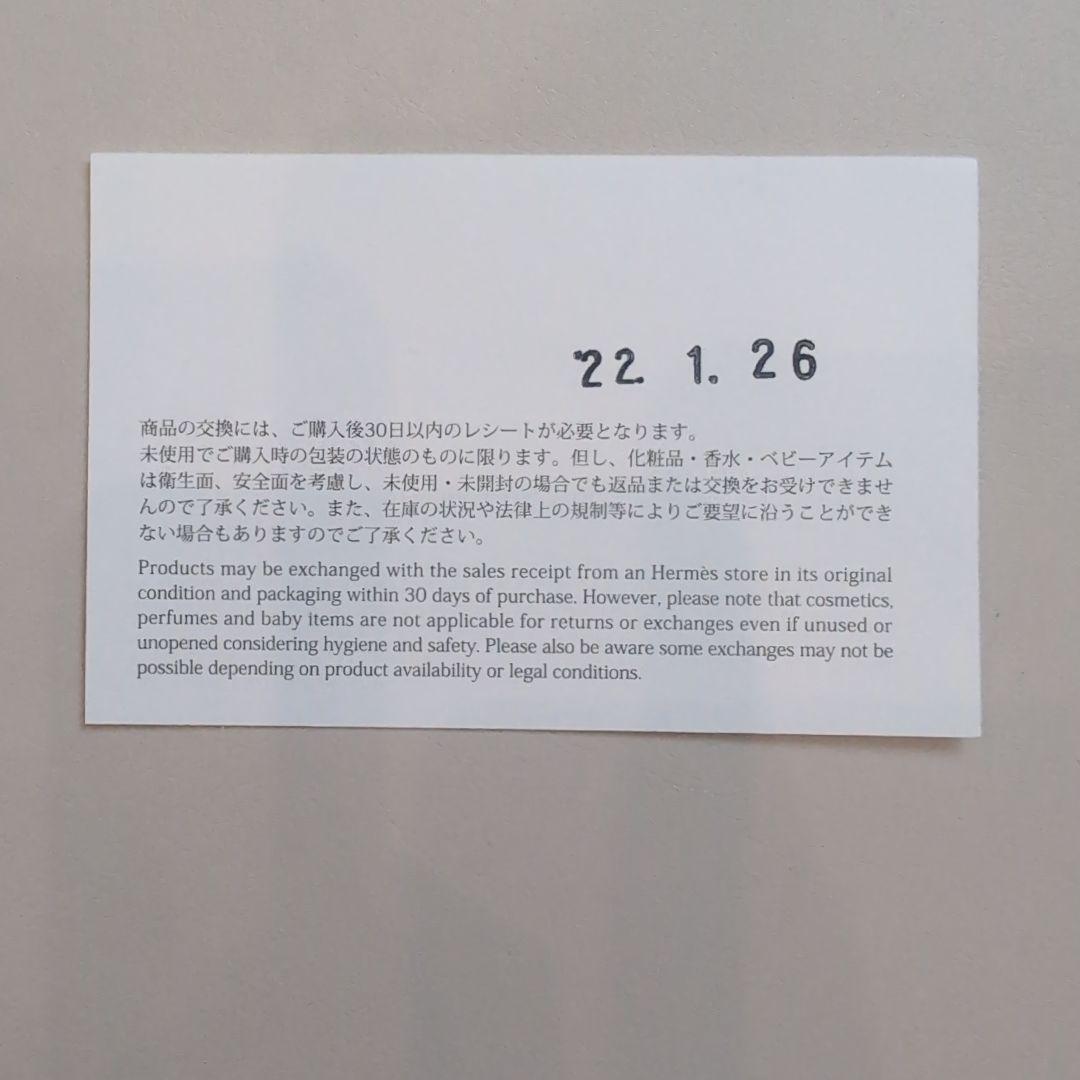 '22. 1. 26
商品の交換には、ご購入後30日以内のレシートが必要となります。
未使用でご購入時の包装の状態のものに限ります。但し、化粧品・香水・ベビーアイテム
は衛生面、安全面を考慮し、未使用・未開封の場合でも返品または交換をお受けできませ
んので了承ください。また、在庫の状況や法律上の規制等によりご要望に沿うことができ
ない場合もありますのでご了承ください。
Products may be exchanged with the sales receipt from an Hermès store in its original
condition and packaging within 30 days of purchase. However, please note that cosmetics,
perfumes and baby items are not applicable for returns or exchanges even if unused or
unopened considering hygiene and safety. Please also be aware some exchanges may not be
possible depending on product availability or legal conditions.